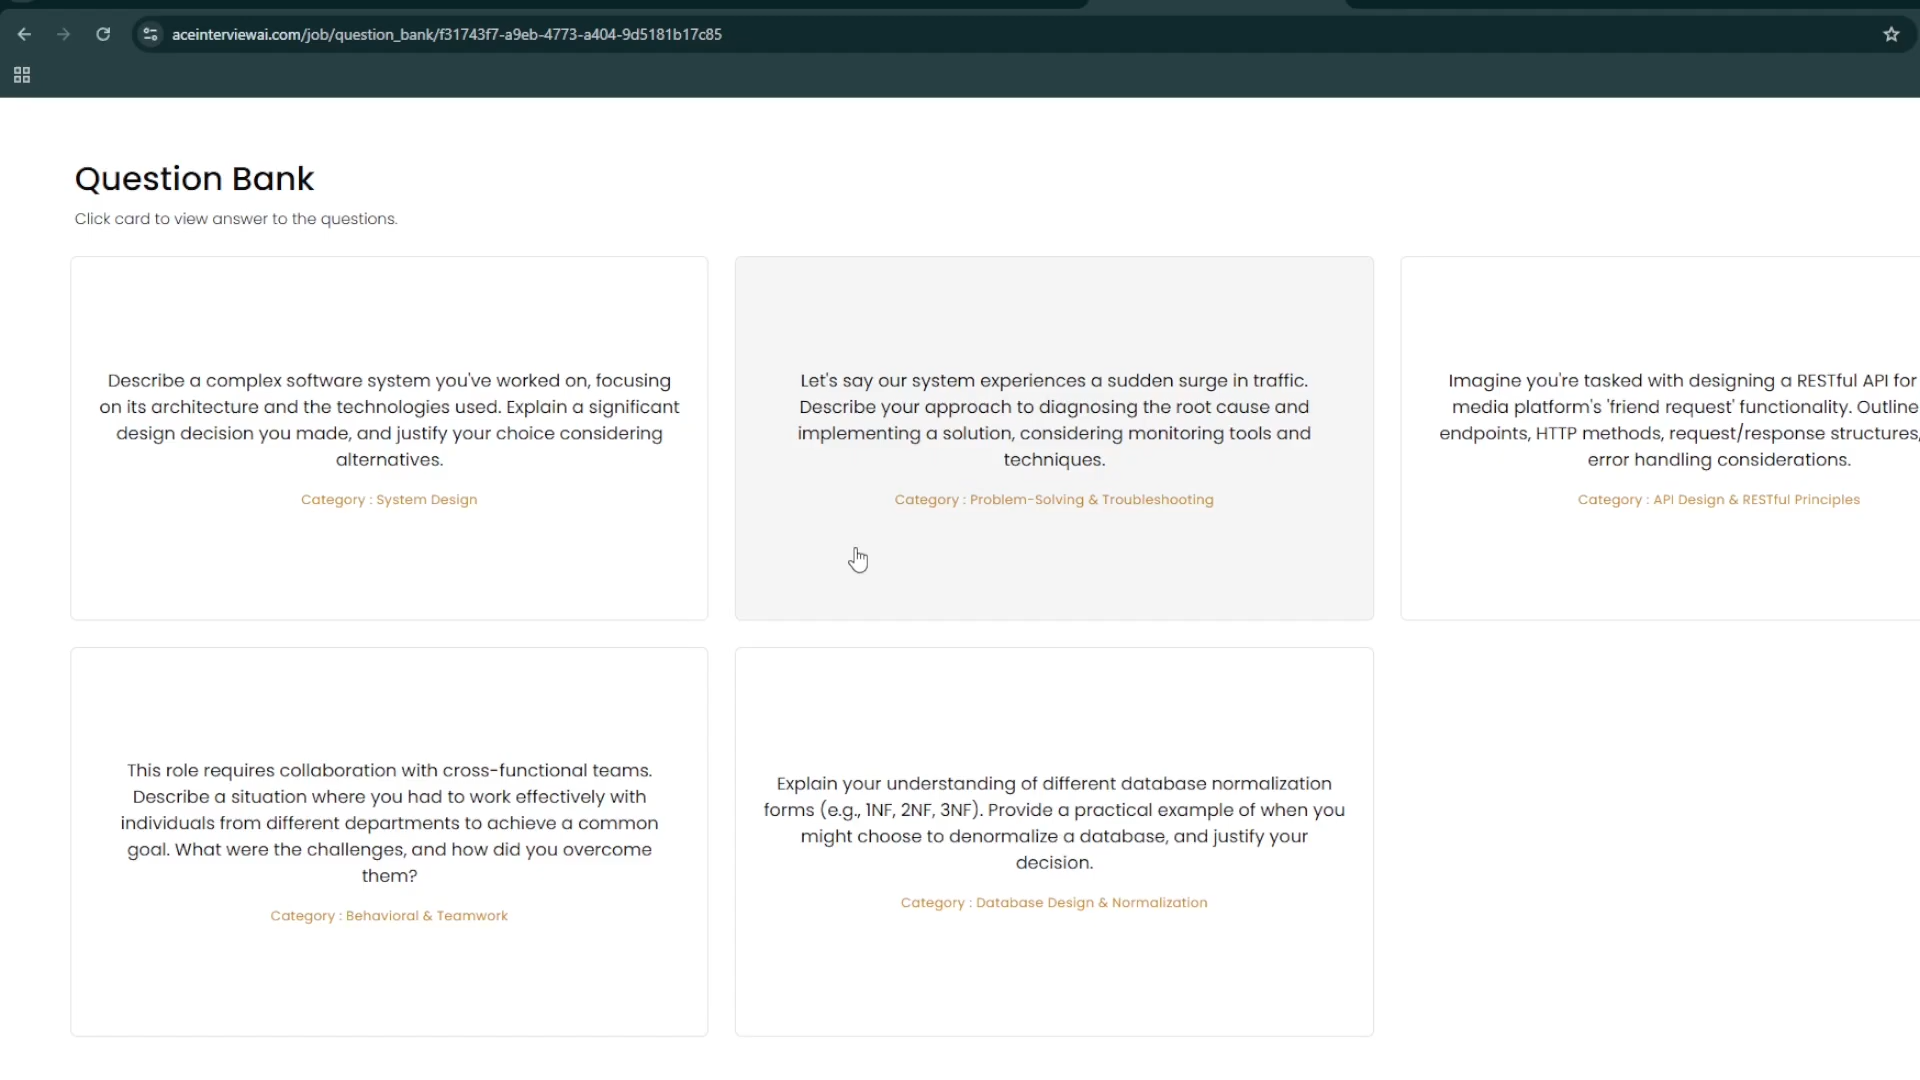 aceinterviewai.com/job/question_bank/f31743f7-a9eb-4773-a404-9d5181b17c85
Question Bank
Click card to view answer to the questions.
Describe a complex software system you've worked on, focusing
on its architecture and the technologies used. Explain a significant
design decision you made, and justify your choice considering
alternatives.
Category : System Design
Let's say our system experiences a sudden surge in traffic.
Describe your approach to diagnosing the root cause and
implementing a solution, considering monitoring tools and
techniques.
Category : Problem-Solving & Troubleshooting
Imagine you're tasked with designing a RESTful API for
media platform's 'friend request' functionality. Outline
endpoints, HTTP methods, request/response structures,
error handling considerations.
Category : API Design & RESTful Principles
This role requires collaboration with cross-functional teams.
Describe a situation where you had to work effectively with
individuals from different departments to achieve a common
goal. What were the challenges, and how did you overcome
them?
Category : Behavioral & Teamwork
Explain your understanding of different database normalization
forms (e.g., 1NF, 2NF, 3NF). Provide a practical example of when you
might choose to denormalize a database, and justify your
decision.
Category : Database Design & Normalization